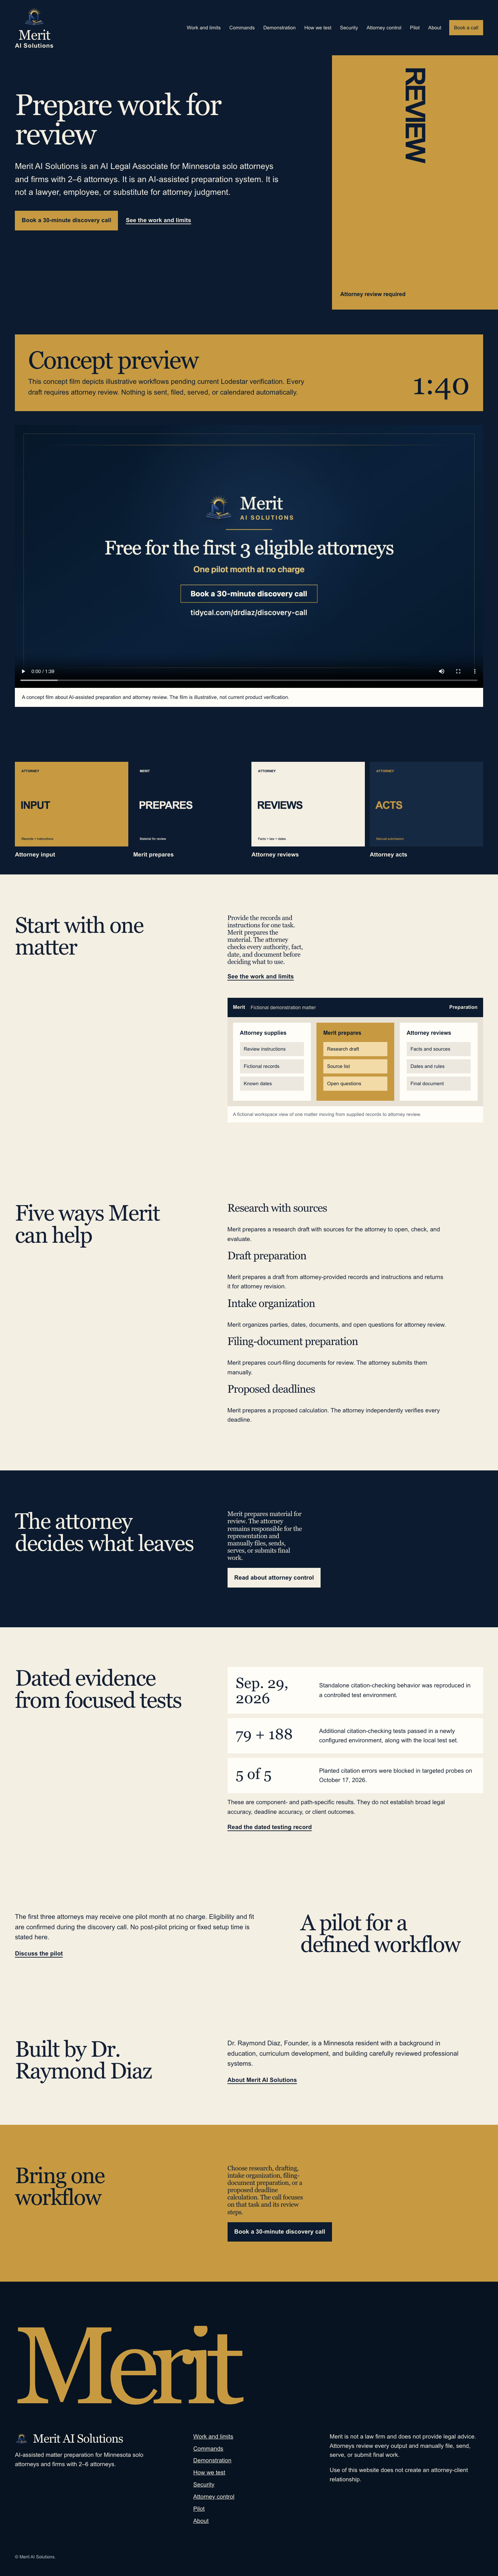 Merit
AI Solutions
Work and limits
Commands
Demonstration
How we test
Security
Attorney control
Pilot
About
Book a call
Prepare work for
review
Merit AI Solutions is an AI Legal Associate for Minnesota solo attorneys
and firms with 2–6 attorneys. It is an AI-assisted preparation system. It is
not a lawyer, employee, or substitute for attorney judgment.
Book a 30-minute discovery call
See the work and limits
REVIEW
Attorney review required
Concept preview
This concept film depicts illustrative workflows pending current Lodestar verification. Every
draft requires attorney review. Nothing is sent, filed, served, or calendared automatically.
1:40
Merit
AI SOLUTIONS
Free for the first 3 eligible attorneys
One pilot month at no charge
Book a 30-minute discovery call
tidycal.com/drdiaz/discovery-call
0:00 / 1:39
A concept film about AI-assisted preparation and attorney review. The film is illustrative, not current product verification.
ATTORNEY
INPUT
Records + instructions
Attorney input
MERIT
PREPARES
Material for review
Merit prepares
ATTORNEY
REVIEWS
Facts + law + dates
Attorney reviews
ATTORNEY
ACTS
Manual submission
Attorney acts
Start with one
matter
Provide the records and
instructions for one task.
Merit prepares the
material. The attorney
checks every authority, fact,
date, and document before
deciding what to use.
See the work and limits
Merit
Fictional demonstration matter
Preparation
Attorney supplies
Review instructions
Fictional records
Known dates
Merit prepares
Research draft
Source list
Open questions
Attorney reviews
Facts and sources
Dates and rules
Final document
A fictional workspace view of one matter moving from supplied records to attorney review.
Five ways Merit
can help
Research with sources
Merit prepares a research draft with sources for the attorney to open, check, and
evaluate.
Draft preparation
Merit prepares a draft from attorney-provided records and instructions and returns
it for attorney revision.
Intake organization
Merit organizes parties, dates, documents, and open questions for attorney review.
Filing-document preparation
Merit prepares court-filing documents for review. The attorney submits them
manually.
Proposed deadlines
Merit prepares a proposed calculation. The attorney independently verifies every
deadline.
The attorney
decides what leaves
Merit prepares material for
review. The attorney
remains responsible for the
representation and
manually files, sends,
serves, or submits final
work.
Read about attorney control
Dated evidence
from focused tests
Sep. 29,
2026
Standalone citation-checking behavior was reproduced in
a controlled test environment.
79 + 188
Additional citation-checking tests passed in a newly
configured environment, along with the local test set.
5 of 5
Planted citation errors were blocked in targeted probes on
October 17, 2026.
These are component- and path-specific results. They do not establish broad legal
accuracy, deadline accuracy, or client outcomes.
Read the dated testing record
The first three attorneys may receive one pilot month at no charge. Eligibility and fit
are confirmed during the discovery call. No post-pilot pricing or fixed setup time is
stated here.
Discuss the pilot
A pilot for a
defined workflow
Built by Dr.
Raymond Diaz
Dr. Raymond Diaz, Founder, is a Minnesota resident with a background in
education, curriculum development, and building carefully reviewed professional
systems.
About Merit AI Solutions
Bring one
workflow
Choose research, drafting,
intake organization, filing-
document preparation, or a
proposed deadline
calculation. The call focuses
on that task and its review
steps.
Book a 30-minute discovery call
Merit
Merit AI Solutions
AI-assisted matter preparation for Minnesota solo
attorneys and firms with 2–6 attorneys.
Work and limits
Commands
Demonstration
How we test
Security
Attorney control
Pilot
About
Merit is not a law firm and does not provide legal advice.
Attorneys review every output and manually file, send,
serve, or submit final work.
Use of this website does not create an attorney-client
relationship.
© Merit AI Solutions.